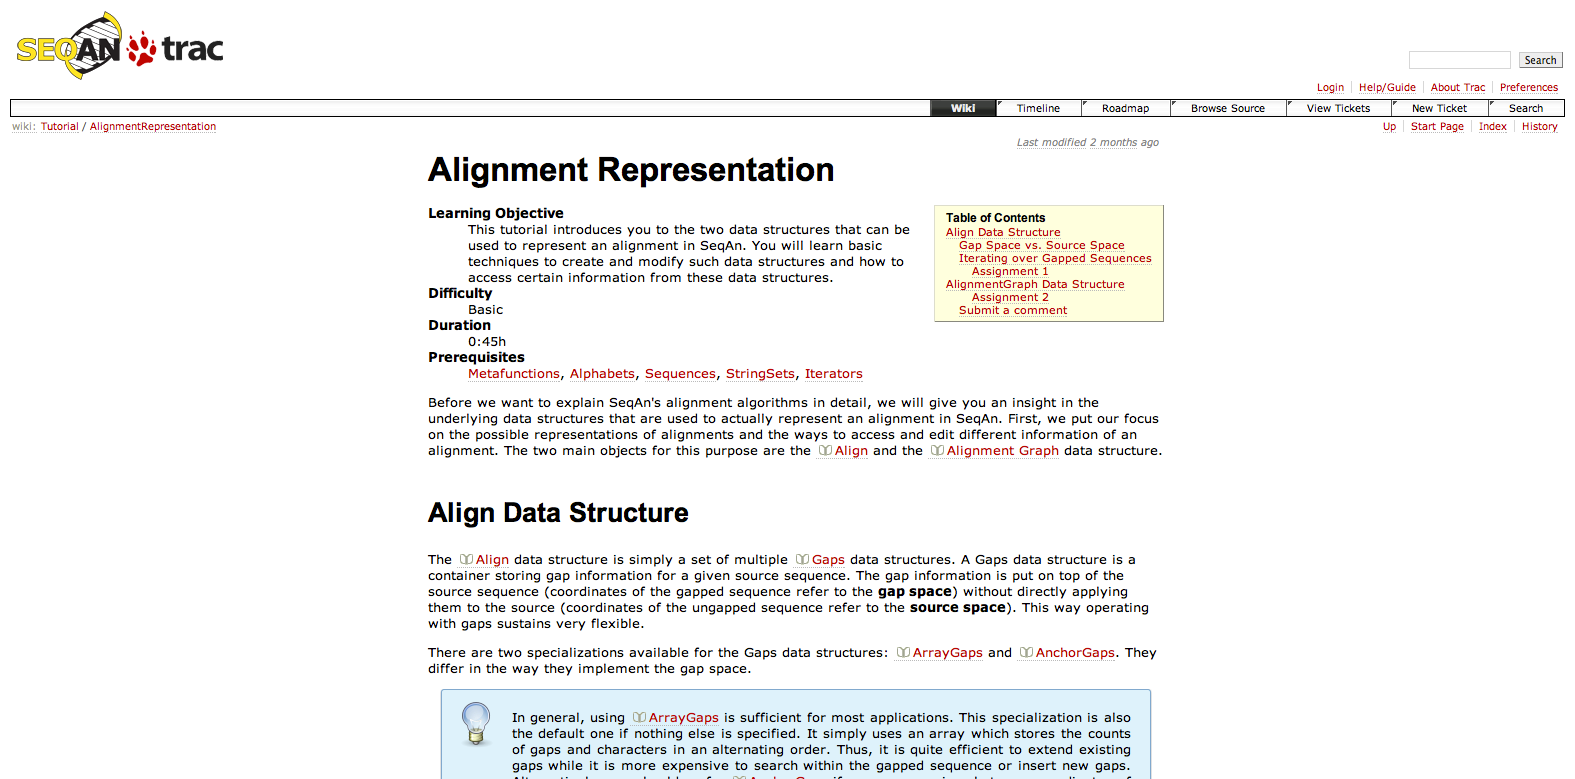 SEQAN trac
Search
Login Help/Guide About Trac Preferences
Wiki Timeline Roadmap Browse Source View Tickets New Ticket Search
wiki: Tutorial / AlignmentRepresentation
Up Start Page Index History
Last modified 2 months ago
Alignment Representation
Learning Objective
This tutorial introduces you to the two data structures that can be
used to represent an alignment in SeqAn. You will learn basic
techniques to create and modify such data structures and how to
access certain information from these data structures.
Difficulty
Basic
Duration
0:45h
Prerequisites
Metafunctions, Alphabets, Sequences, StringSets, Iterators
Table of Contents
Align Data Structure
Gap Space vs. Source Space
Iterating over Gapped Sequences
Assignment 1
AlignmentGraph Data Structure
Assignment 2
Submit a comment
Before we want to explain SeqAn's alignment algorithms in detail, we will give you an insight in the
underlying data structures that are used to actually represent an alignment in SeqAn. First, we put our focus
on the possible representations of alignments and the ways to access and edit different information of an
alignment. The two main objects for this purpose are the Align and the Alignment Graph data structure.
Align Data Structure
The Align data structure is simply a set of multiple Gaps data structures. A Gaps data structure is a
container storing gap information for a given source sequence. The gap information is put on top of the
source sequence (coordinates of the gapped sequence refer to the gap space) without directly applying
them to the source (coordinates of the ungapped sequence refer to the source space). This way operating
with gaps sustains very flexible.
There are two specializations available for the Gaps data structures: ArrayGaps and AnchorGaps. They
differ in the way they implement the gap space.
In general, using ArrayGaps is sufficient for most applications. This specialization is also
the default one if nothing else is specified. It simply uses an array which stores the counts
of gaps and characters in an alternating order. Thus, it is quite efficient to extend existing
gaps while it is more expensive to search within the gapped sequence or insert new gaps.